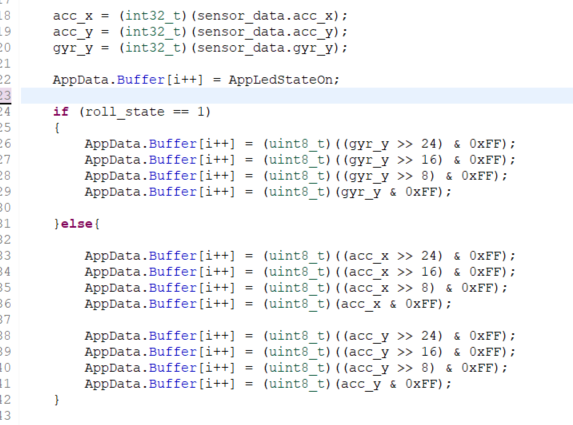 18 acc_x = (int32_t)(sensor_data.acc_x);
19 acc_y = (int32_t)(sensor_data.acc_y);
20 gyr_y = (int32_t)(sensor_data.gyr_y);
22 AppData.Buffer[i++] = AppLedStateOn;
23
24 if (roll_state == 1)
25 {
26 AppData.Buffer[i++] = (uint8_t)((gyr_y >> 24) & 0xFF);
27 AppData.Buffer[i++] = (uint8_t)((gyr_y >> 16) & 0xFF);
28 AppData.Buffer[i++] = (uint8_t)((gyr_y >> 8) & 0xFF);
29 AppData.Buffer[i++] = (uint8_t)(gyr_y & 0xFF);
30
31 }else{
32
33 AppData.Buffer[i++] = (uint8_t)((acc_x >> 24) & 0xFF);
34 AppData.Buffer[i++] = (uint8_t)((acc_x >> 16) & 0xFF);
35 AppData.Buffer[i++] = (uint8_t)((acc_x >> 8) & 0xFF);
36 AppData.Buffer[i++] = (uint8_t)(acc_x & 0xFF);
37
38 AppData.Buffer[i++] = (uint8_t)((acc_y >> 24) & 0xFF);
39 AppData.Buffer[i++] = (uint8_t)((acc_y >> 16) & 0xFF);
40 AppData.Buffer[i++] = (uint8_t)((acc_y >> 8) & 0xFF);
41 AppData.Buffer[i++] = (uint8_t)(acc_y & 0xFF);
42 }
43